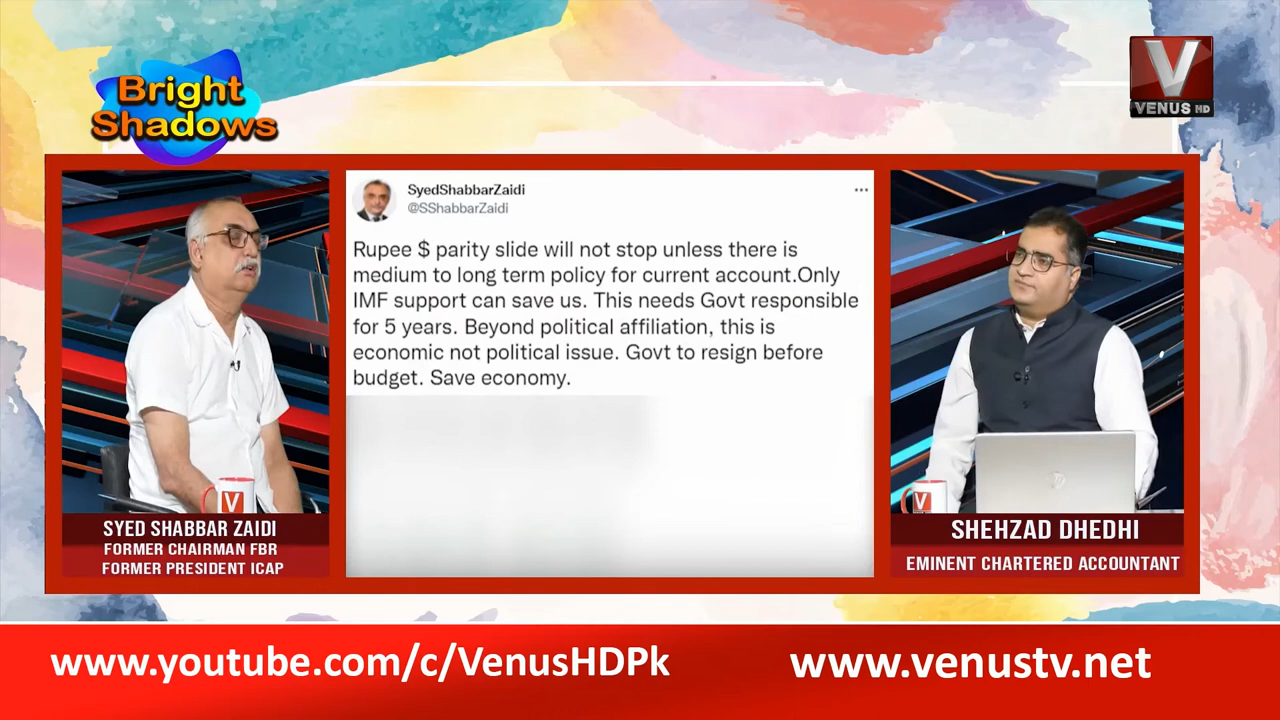 Bright
Shadows
V
VENUS HD
SyedShabbarZaidi
@SShabbarZaidi
Rupee $ parity slide will not stop unless there is
medium to long term policy for current account.Only
IMF support can save us. This needs Govt responsible
for 5 years. Beyond political affiliation, this is
economic not political issue. Govt to resign before
budget. Save economy.
V
SYED SHABBAR ZAIDI
FORMER CHAIRMAN FBR
FORMER PRESIDENT ICAP
hp
V
SHEHZAD DHEDHI
EMINENT CHARTERED ACCOUNTANT
www.youtube.com/c/VenusHDPk
www.venustv.net